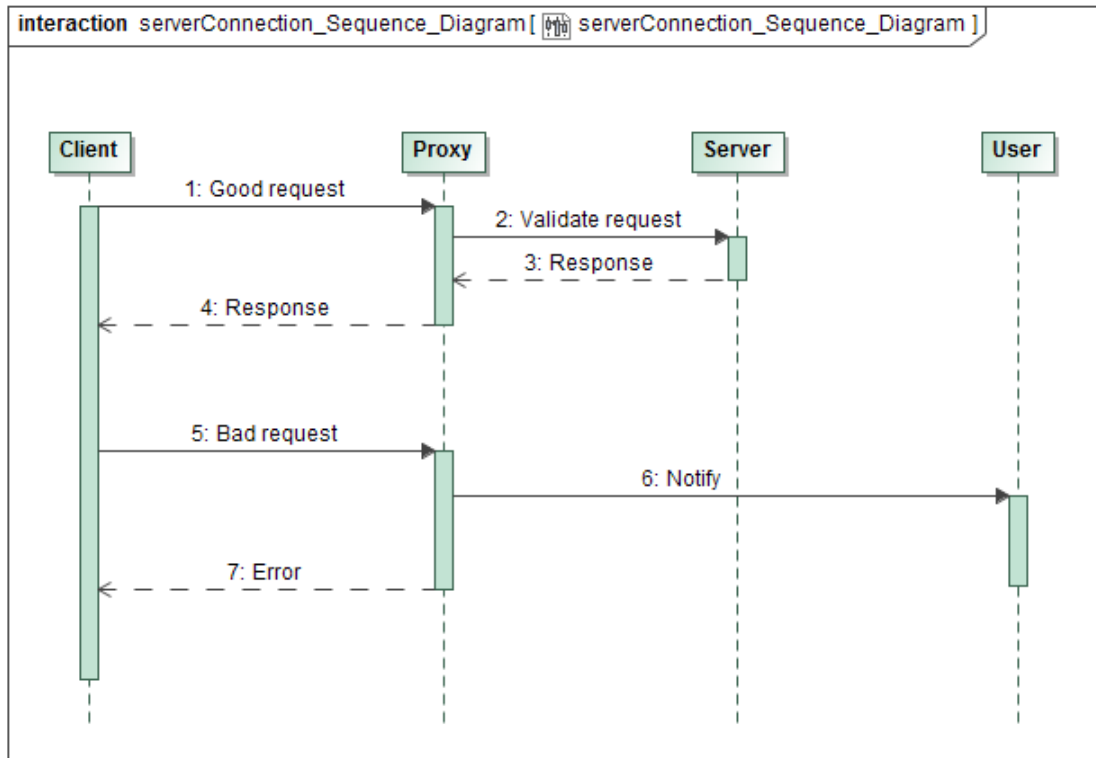 interaction serverConnection_Sequence_Diagram [ serverConnection_Sequence_Diagram ]
Client Proxy Server User
1: Good request
2: Validate request
3: Response
4: Response
5: Bad request
6: Notify
7: Error